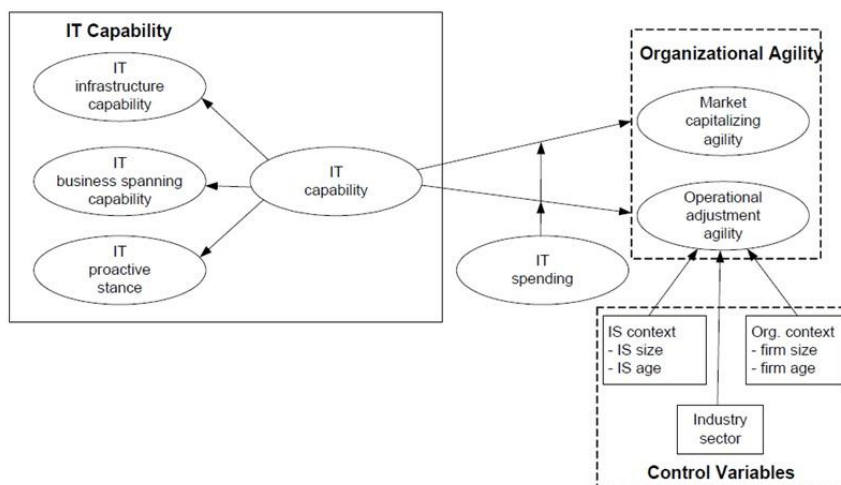 IT Capability
IT
infrastructure
capability
IT
business spanning
capability
IT
proactive
stance
IT
capability
IT
spending
Organizational Agility
Market
capitalizing
agility
Operational
adjustment
agility
IS context
- IS size
- IS age
Org. context
- firm size
- firm age
Industry
sector
Control Variables